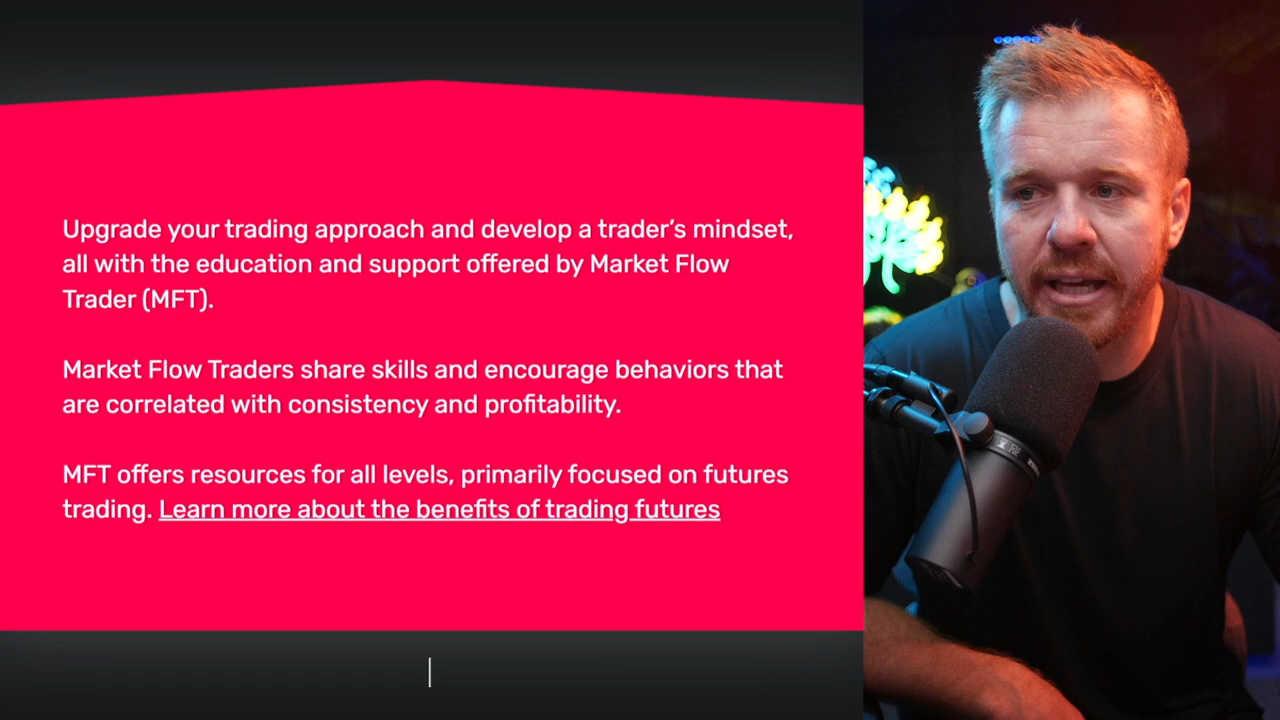 Upgrade your trading approach and develop a trader’s mindset,
all with the education and support offered by Market Flow
Trader (MFT).
Market Flow Traders share skills and encourage behaviors that
are correlated with consistency and profitability.
MFT offers resources for all levels, primarily focused on futures
trading. Learn more about the benefits of trading futures